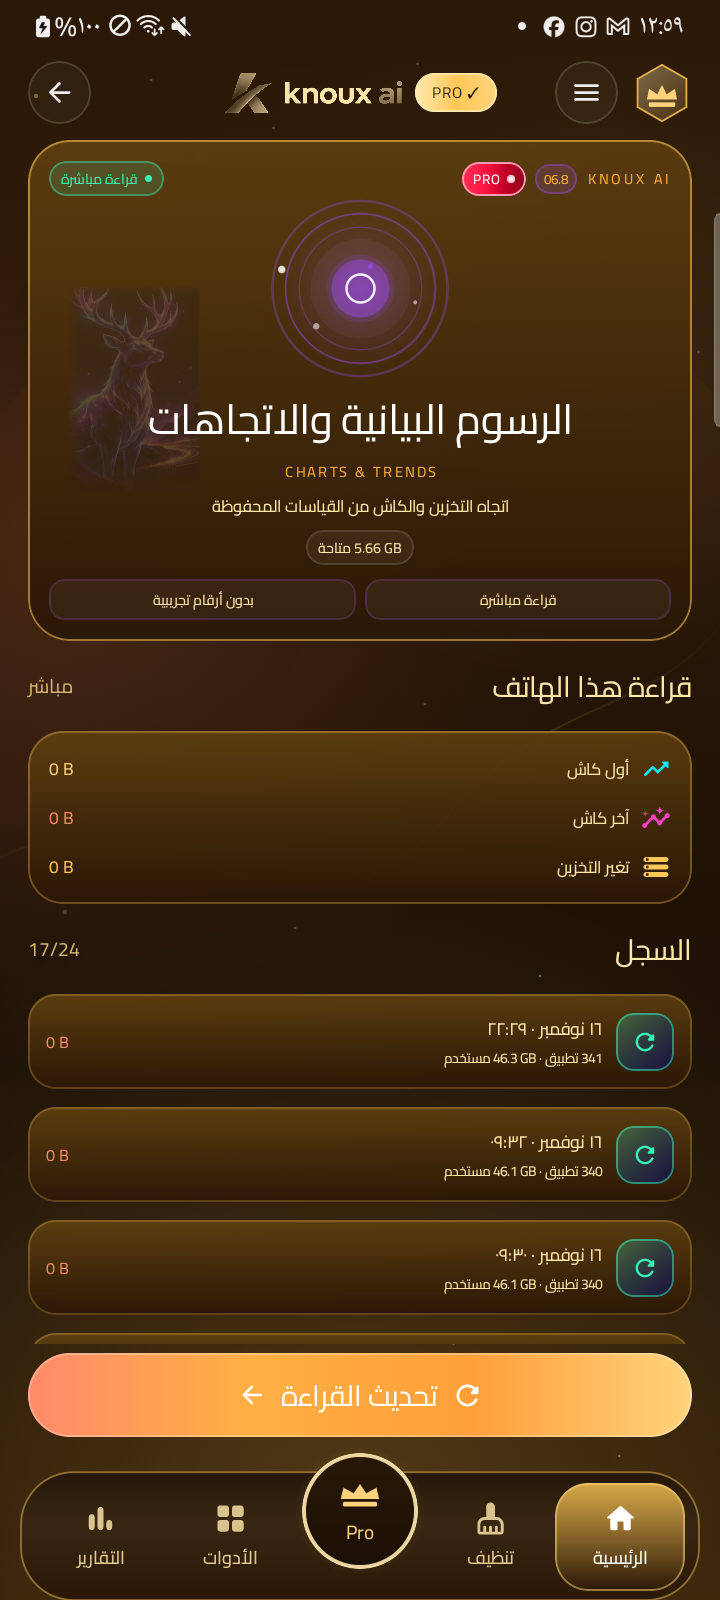 ١٢:٥٩
%١٠٠
knoux ai
PRO ✓
KNOUX AI
06.8
PRO
قراءة مباشرة
الرسوم البيانية والاتجاهات
CHARTS & TRENDS
اتجاه التخزين والكاش من القياسات المحفوظة
5.66 GB متاحة
قراءة مباشرة
بدون أرقام تجريبية
قراءة هذا الهاتف
مباشر
أول كاش
0 B
آخر كاش
0 B
تغير التخزين
0 B
السجل
17/24
١٦ نوفمبر · ٢٢:٢٩
341 تطبيق · 46.3 GB مستخدم
0 B
١٦ نوفمبر · ٠٩:٣٢
340 تطبيق · 46.1 GB مستخدم
0 B
١٦ نوفمبر · ٠٩:٣٠
340 تطبيق · 46.1 GB مستخدم
0 B
تحديث القراءة
الرئيسية
تنظيف
Pro
الأدوات
التقارير